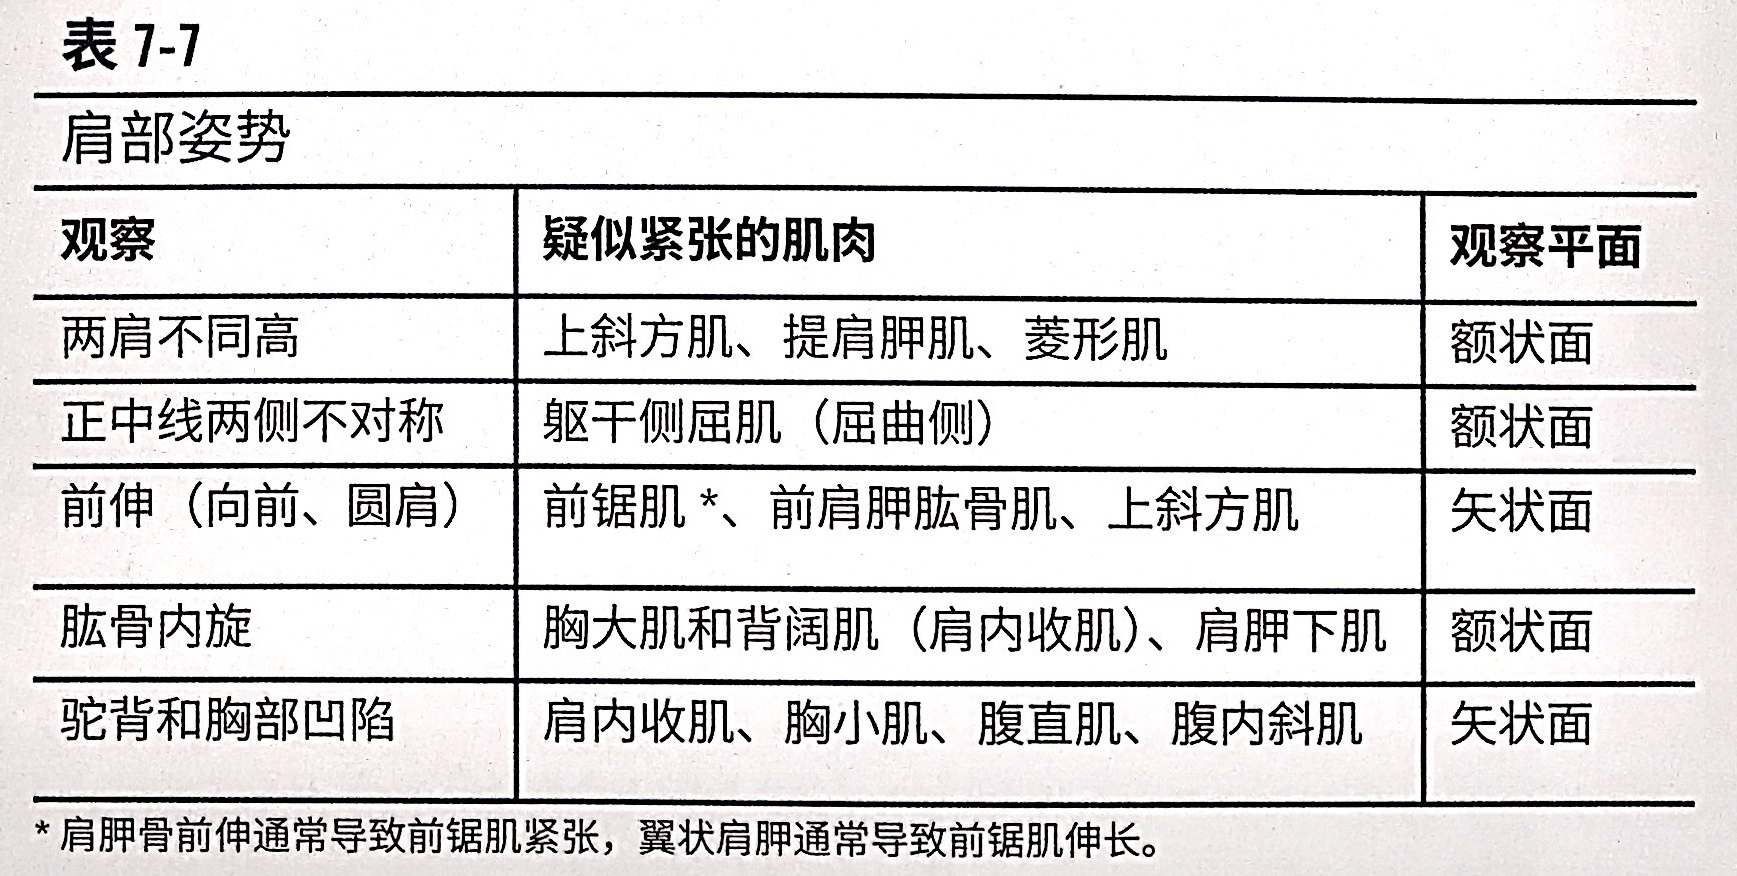 表 7-7
肩部姿势
观察 疑似紧张的肌肉 观察平面
两肩不同高 上斜方肌、提肩胛肌、菱形肌 额状面
正中线两侧不对称 躯干侧屈肌（屈曲侧） 额状面
前伸（向前、圆肩） 前锯肌 *、前肩胛肱骨肌、上斜方肌 矢状面
肱骨内旋 胸大肌和背阔肌（肩内收肌）、肩胛下肌 额状面
驼背和胸部凹陷 肩内收肌、胸小肌、腹直肌、腹内斜肌 矢状面
* 肩胛骨前伸通常导致前锯肌紧张，翼状肩胛通常导致前锯肌伸长。